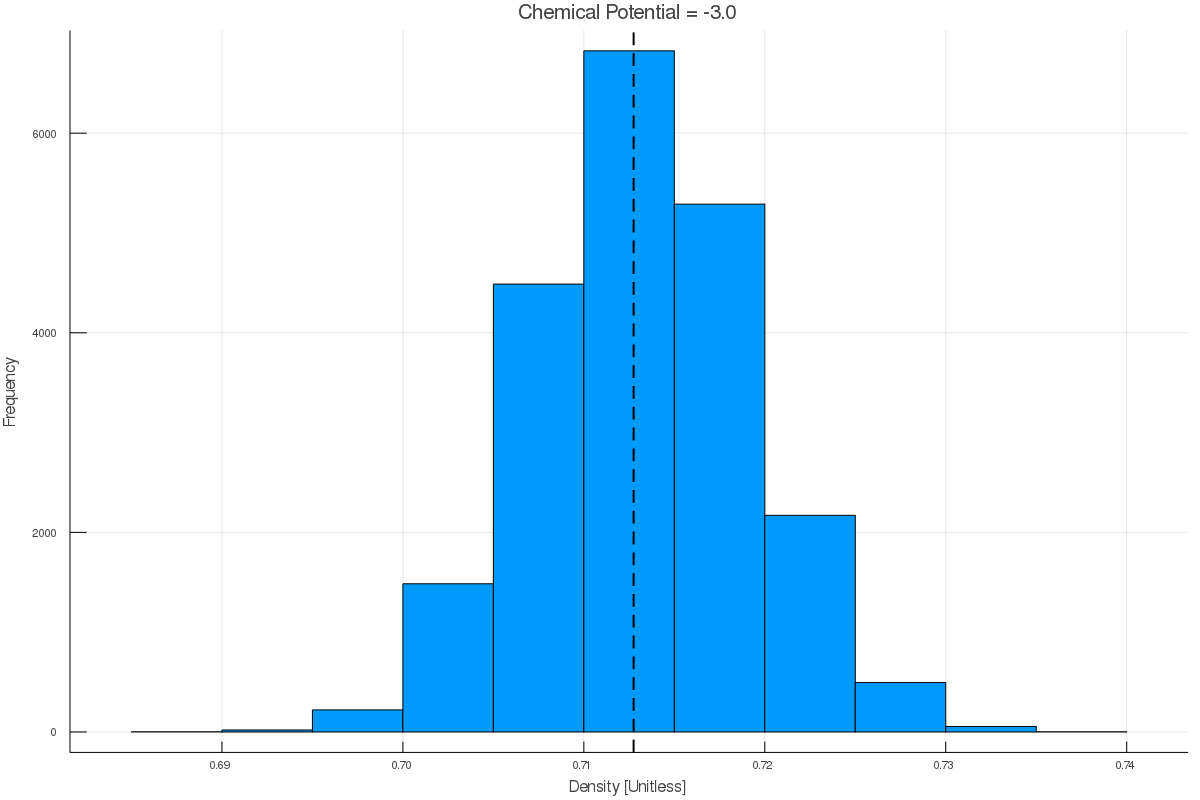 Chemical Potential = -3.0
Frequency
6000
4000
2000
0
0.69 0.70 0.71 0.72 0.73 0.74
Density [Unitless]